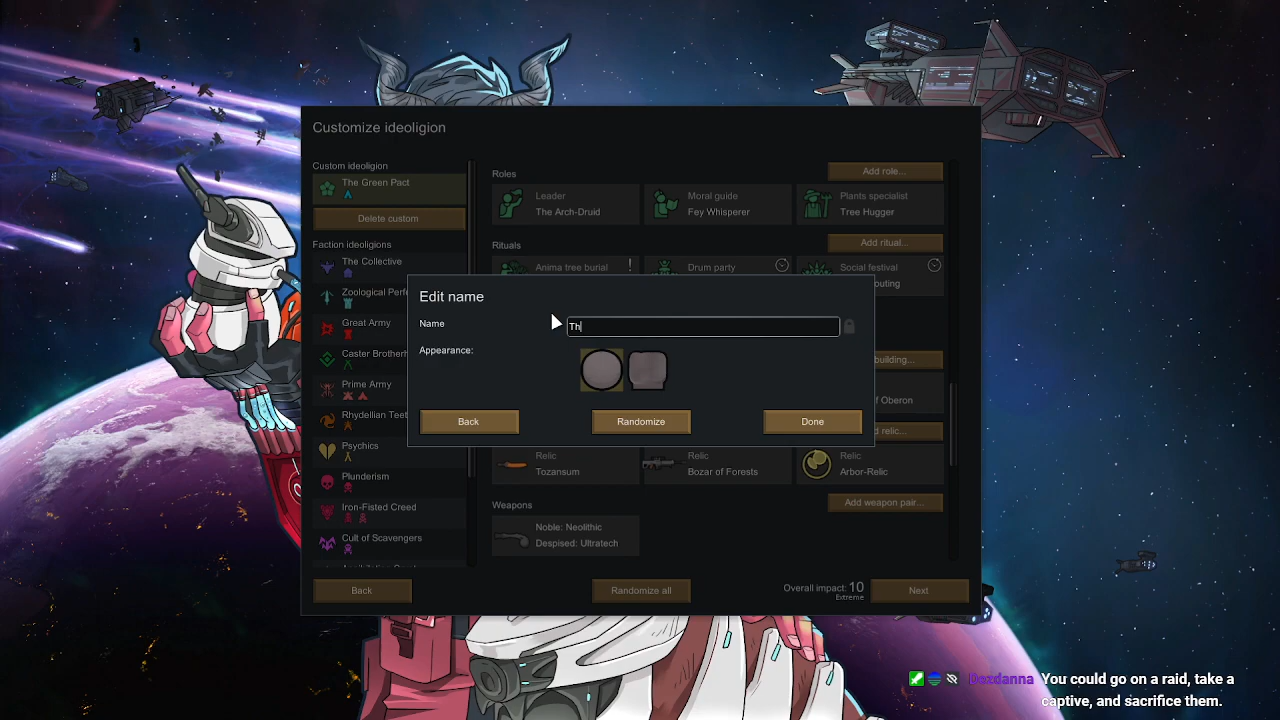 Customize ideoligion
Custom ideoligion
The Green Pact
Delete custom
Faction ideoligions
The Collective
Zoological Perfe
Great Army
Caster Brotherh
Prime Army
Rhydellian Teet
Psychics
Plunderism
Iron-Fisted Creed
Cult of Scavengers
Roles
Add role...
Leader
The Arch-Druid
Moral guide
Fey Whisperer
Plants specialist
Tree Hugger
Rituals
Add ritual...
Anima tree burial
Drum party
Social festival
outing
Edit name
Name
Th
Appearance:
Back
Randomize
Done
building...
of Oberon
d relic...
Relic
Tozansum
Relic
Bozar of Forests
Relic
Arbor-Relic
Weapons
Add weapon pair...
Noble: Neolithic
Despised: Ultratech
Back
Randomize all
Overall impact: 10
Extreme
Next
Dezdanna You could go on a raid, take a
captive, and sacrifice them.